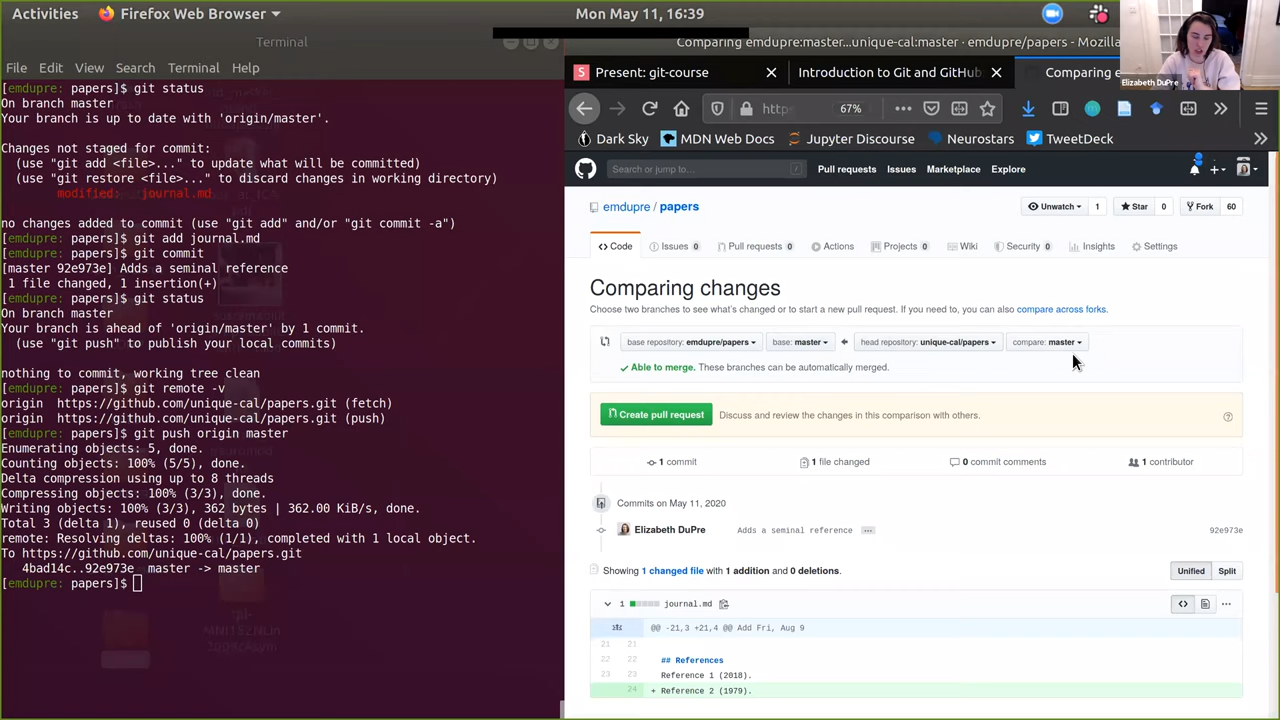 Activities
Firefox Web Browser
Mon May 11, 16:39
Terminal
File Edit View Search Terminal Help
[emdupre: papers]$ git status
On branch master
Your branch is up to date with 'origin/master'.
Changes not staged for commit:
(use "git add <file>..." to update what will be committed)
(use "git restore <file>..." to discard changes in working directory)
modified: journal.md
no changes added to commit (use "git add" and/or "git commit -a")
[emdupre: papers]$ git add journal.md
[emdupre: papers]$ git commit
[master 92e973e] Adds a seminal reference
1 file changed, 1 insertion(+)
[emdupre: papers]$ git status
On branch master
Your branch is ahead of 'origin/master' by 1 commit.
(use "git push" to publish your local commits)
nothing to commit, working tree clean
[emdupre: papers]$ git remote -v
origin https://github.com/unique-cal/papers.git (fetch)
origin https://github.com/unique-cal/papers.git (push)
[emdupre: papers]$ git push origin master
Enumerating objects: 5, done.
Counting objects: 100% (5/5), done.
Delta compression using up to 8 threads
Compressing objects: 100% (3/3), done.
Writing objects: 100% (3/3), 362 bytes | 362.00 KiB/s, done.
Total 3 (delta 1), reused 0 (delta 0)
remote: Resolving deltas: 100% (1/1), completed with 1 local object.
To https://github.com/unique-cal/papers.git
4bad14c..92e973e master -> master
[emdupre: papers]$
Comparing emdupre:master...unique-cal:master · emdupre/papers - Mozilla
Elizabeth DuPre
Present: git-course
Introduction to Git and GitHub
Comparing em
http
67%
Dark Sky
MDN Web Docs
Jupyter Discourse
Neurostars
TweetDeck
Search or jump to...
/
Pull requests
Issues
Marketplace
Explore
emdupre / papers
Unwatch 1
Star 0
Fork 60
Code
Issues 0
Pull requests 0
Actions
Projects 0
Wiki
Security 0
Insights
Settings
Comparing changes
Choose two branches to see what's changed or to start a new pull request. If you need to, you can also compare across forks.
base repository: emdupre/papers
base: master
head repository: unique-cal/papers
compare: master
Able to merge. These branches can be automatically merged.
Create pull request
Discuss and review the changes in this comparison with others.
1 commit
1 file changed
0 commit comments
1 contributor
Commits on May 11, 2020
Elizabeth DuPre
Adds a seminal reference
92e973e
Showing 1 changed file with 1 addition and 0 deletions.
Unified
Split
1 journal.md
@@ -21,3 +21,4 @@ Add Fri, Aug 9
21 21
22 22 ## References
23 23 Reference 1 (2018).
24 + Reference 2 (1979).